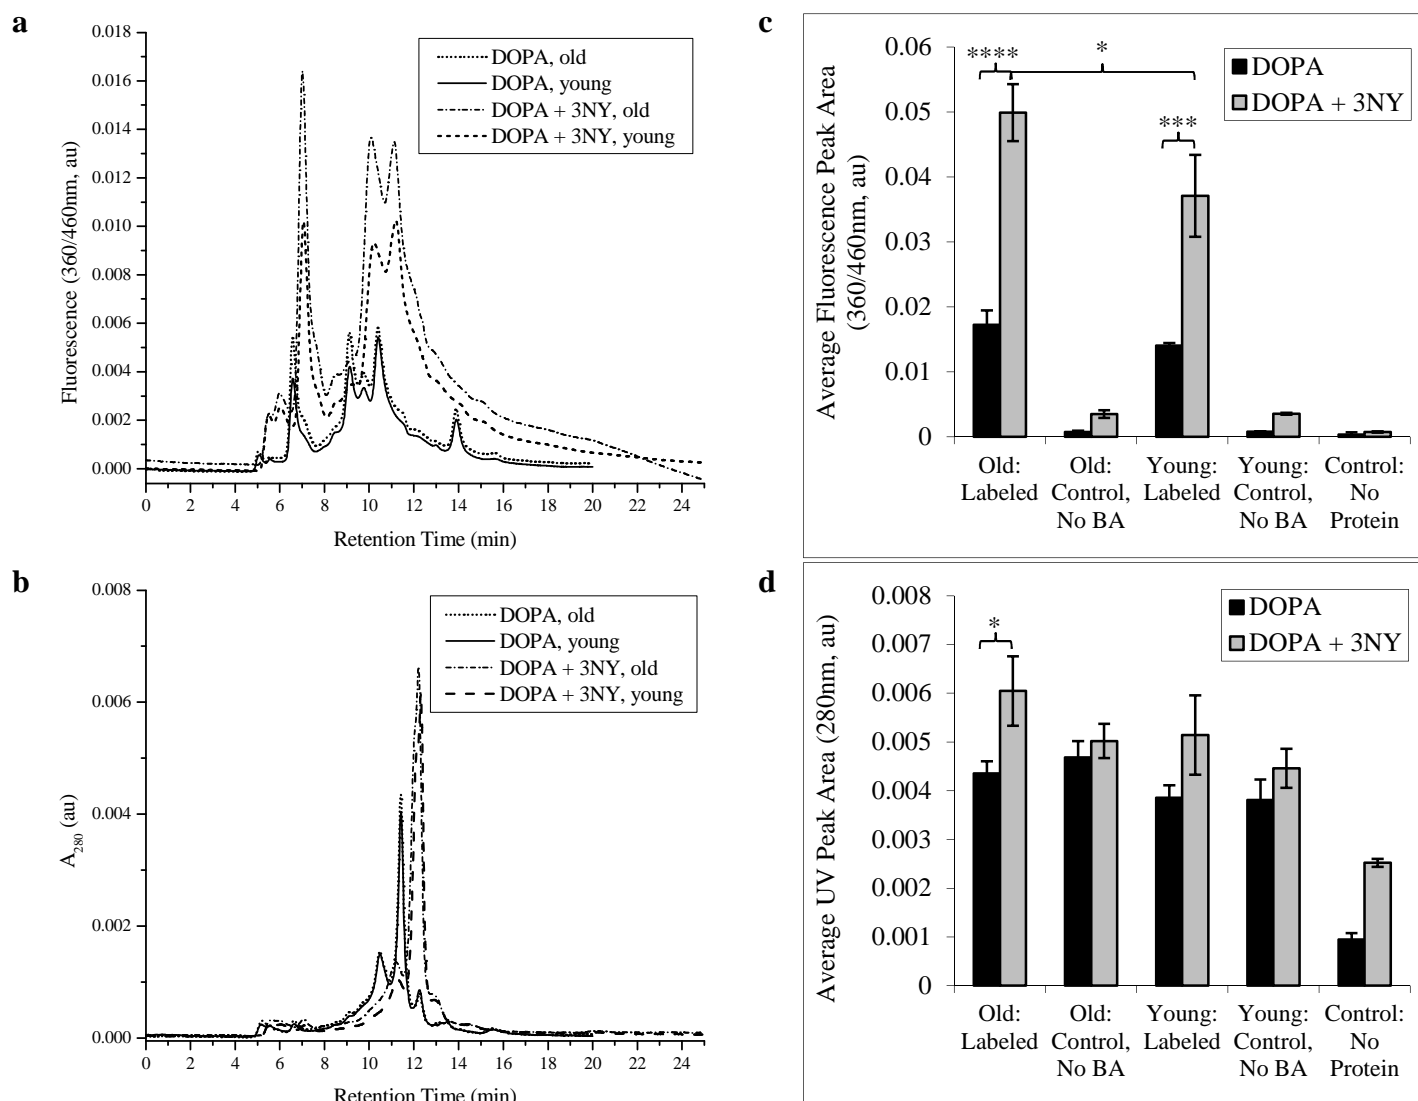 a
0.018
0.016
0.014
0.012
0.010
0.008
0.006
0.004
0.002
0.000
Fluorescence (360/460nm, au)
DOPA, old
DOPA, young
DOPA + 3NY, old
DOPA + 3NY, young
0 2 4 6 8 10 12 14 16 18 20 22 24
Retention Time (min)
b
0.008
0.006
0.004
0.002
0.000
A280 (au)
DOPA, old
DOPA, young
DOPA + 3NY, old
DOPA + 3NY, young
0 2 4 6 8 10 12 14 16 18 20 22 24
Retention Time (min)
c
Average Fluorescence Peak Area
(360/460nm, au)
0.06
0.05
0.04
0.03
0.02
0.01
0
****
*
***
DOPA
DOPA + 3NY
Old:
Labeled
Old:
Control,
No BA
Young:
Labeled
Young:
Control,
No BA
Control:
No
Protein
d
Average UV Peak Area (280nm, au)
0.008
0.007
0.006
0.005
0.004
0.003
0.002
0.001
0
*
DOPA
DOPA + 3NY
Old:
Labeled
Old:
Control,
No BA
Young:
Labeled
Young:
Control,
No BA
Control:
No
Protein